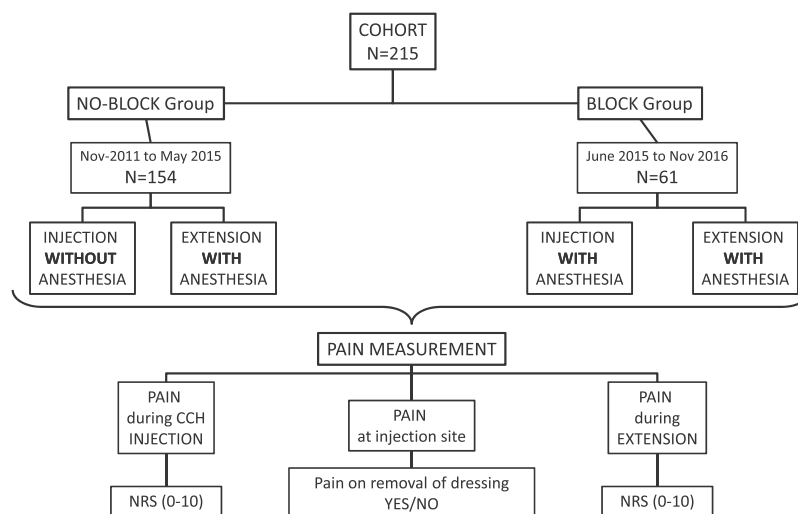 COHORT
N=215
NO-BLOCK Group
BLOCK Group
Nov-2011 to May 2015
N=154
June 2015 to Nov 2016
N=61
INJECTION
WITHOUT
ANESTHESIA
EXTENSION
WITH
ANESTHESIA
INJECTION
WITH
ANESTHESIA
EXTENSION
WITH
ANESTHESIA
PAIN MEASUREMENT
PAIN
during CCH
INJECTION
PAIN
at injection site
PAIN
during
EXTENSION
NRS (0-10)
Pain on removal of dressing
YES/NO
NRS (0-10)